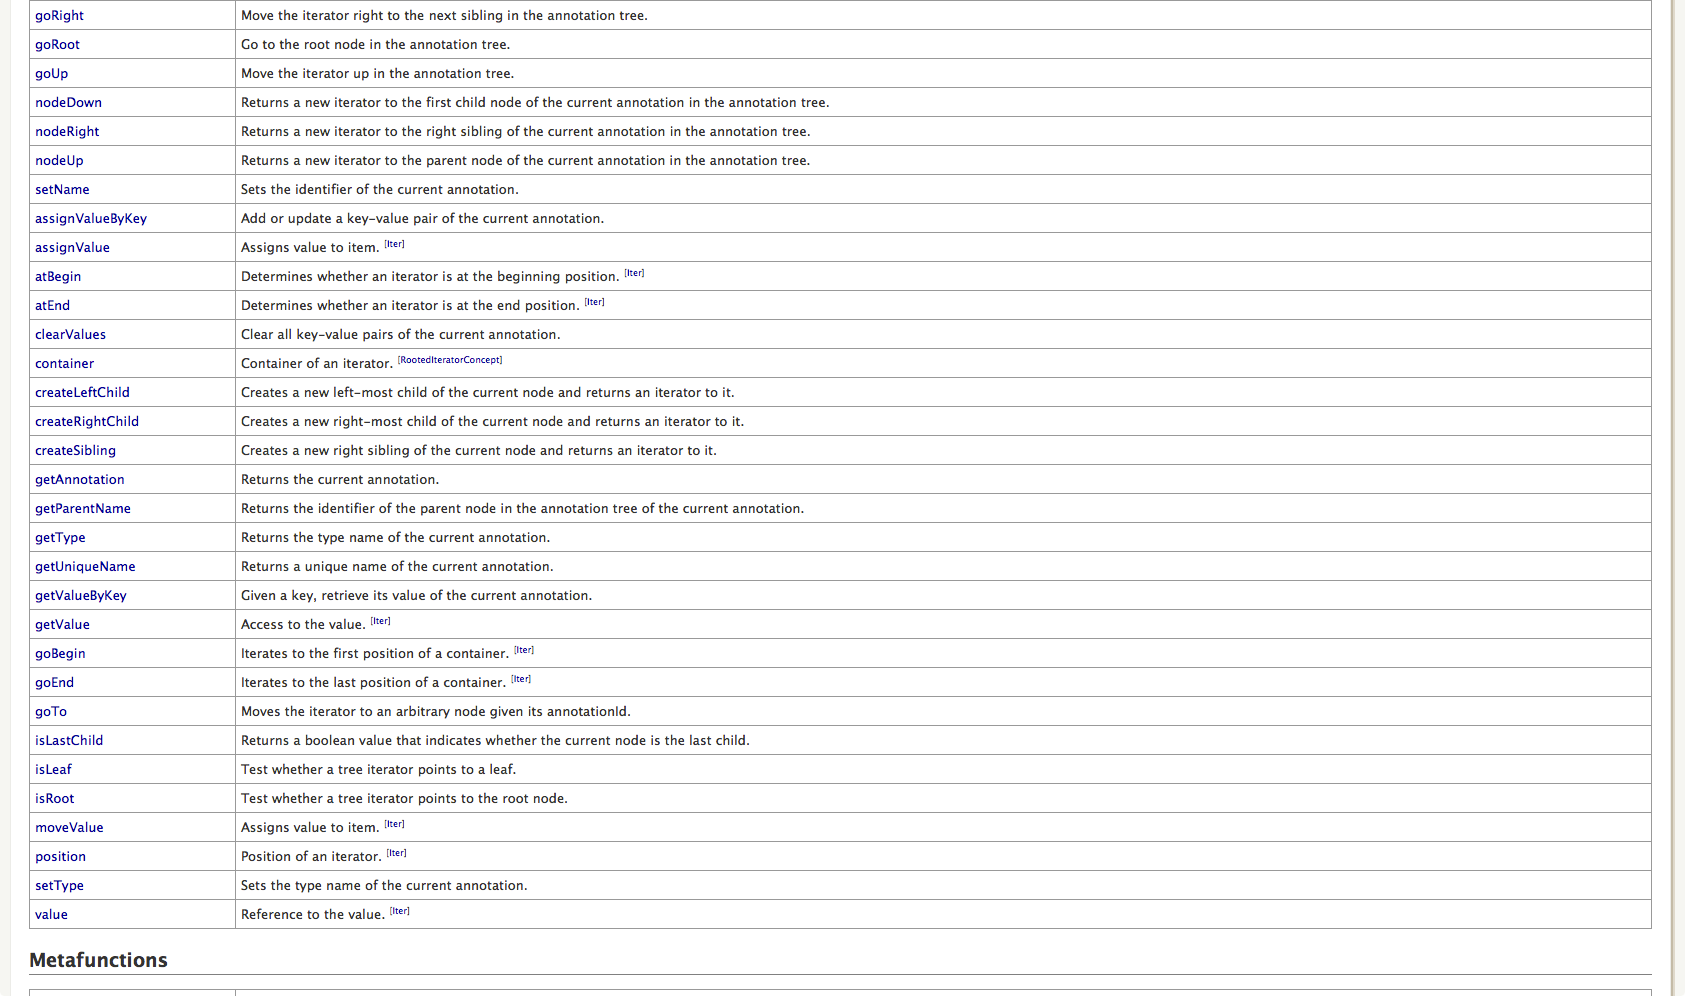 goRight Move the iterator right to the next sibling in the annotation tree.
goRoot Go to the root node in the annotation tree.
goUp Move the iterator up in the annotation tree.
nodeDown Returns a new iterator to the first child node of the current annotation in the annotation tree.
nodeRight Returns a new iterator to the right sibling of the current annotation in the annotation tree.
nodeUp Returns a new iterator to the parent node of the current annotation in the annotation tree.
setName Sets the identifier of the current annotation.
assignValueByKey Add or update a key-value pair of the current annotation.
assignValue Assigns value to item. [Iter]
atBegin Determines whether an iterator is at the beginning position. [Iter]
atEnd Determines whether an iterator is at the end position. [Iter]
clearValues Clear all key-value pairs of the current annotation.
container Container of an iterator. [RootedIteratorConcept]
createLeftChild Creates a new left-most child of the current node and returns an iterator to it.
createRightChild Creates a new right-most child of the current node and returns an iterator to it.
createSibling Creates a new right sibling of the current node and returns an iterator to it.
getAnnotation Returns the current annotation.
getParentName Returns the identifier of the parent node in the annotation tree of the current annotation.
getType Returns the type name of the current annotation.
getUniqueName Returns a unique name of the current annotation.
getValueByKey Given a key, retrieve its value of the current annotation.
getValue Access to the value. [Iter]
goBegin Iterates to the first position of a container. [Iter]
goEnd Iterates to the last position of a container. [Iter]
goTo Moves the iterator to an arbitrary node given its annotationId.
isLastChild Returns a boolean value that indicates whether the current node is the last child.
isLeaf Test whether a tree iterator points to a leaf.
isRoot Test whether a tree iterator points to the root node.
moveValue Assigns value to item. [Iter]
position Position of an iterator. [Iter]
setType Sets the type name of the current annotation.
value Reference to the value. [Iter]
Metafunctions